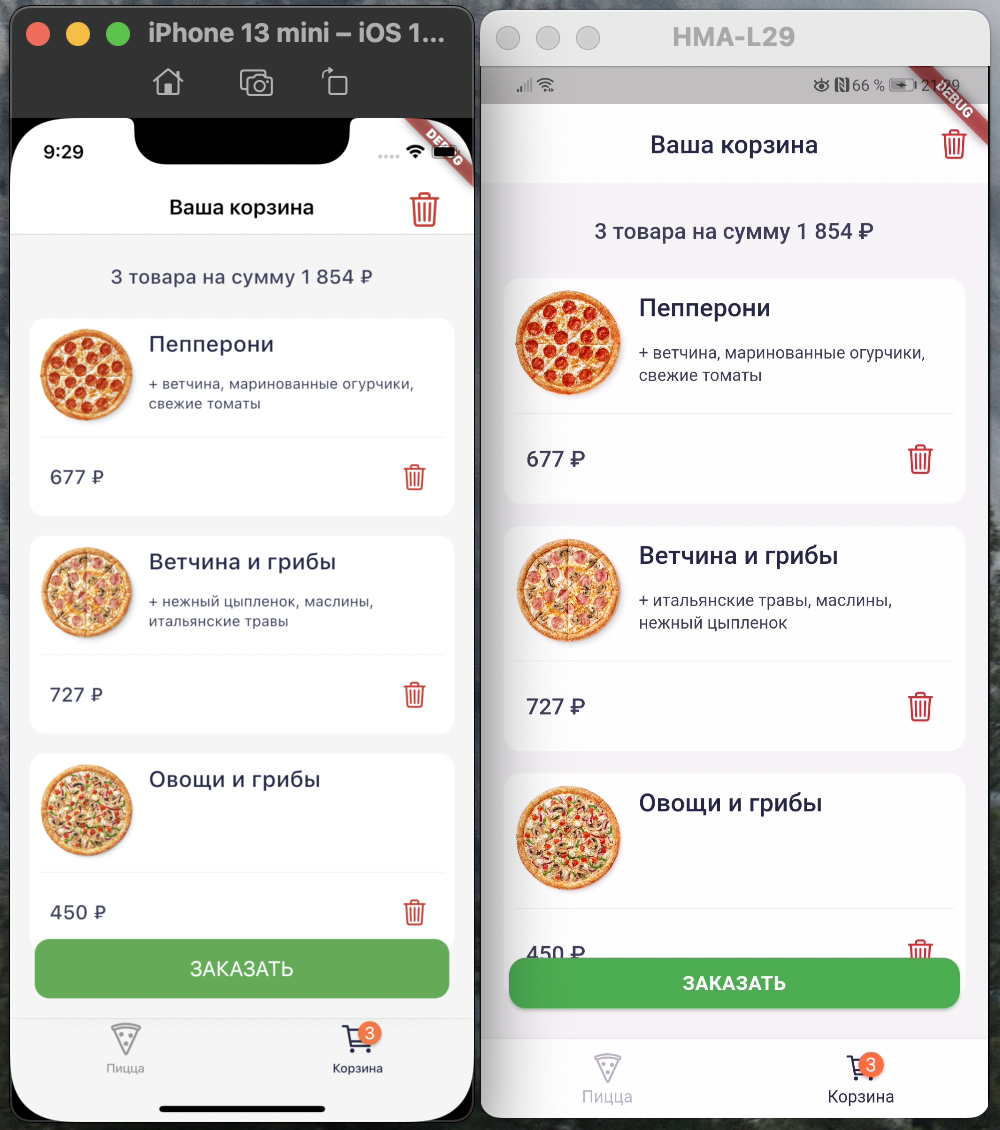 iPhone 13 mini – iOS 1...
9:29
DEBUG
Ваша корзина
3 товара на сумму 1 854 ₽
Пепперони
+ ветчина, маринованные огурчики,
свежие томаты
677 ₽
Ветчина и грибы
+ нежный цыпленок, маслины,
итальянские травы
727 ₽
Овощи и грибы
450 ₽
ЗАКАЗАТЬ
3
Пицца
Корзина
HMA-L29
66 %
21:29
DEBUG
Ваша корзина
3 товара на сумму 1 854 ₽
Пепперони
+ ветчина, маринованные огурчики,
свежие томаты
677 ₽
Ветчина и грибы
+ итальянские травы, маслины,
нежный цыпленок
727 ₽
Овощи и грибы
450 ₽
ЗАКАЗАТЬ
3
Пицца
Корзина